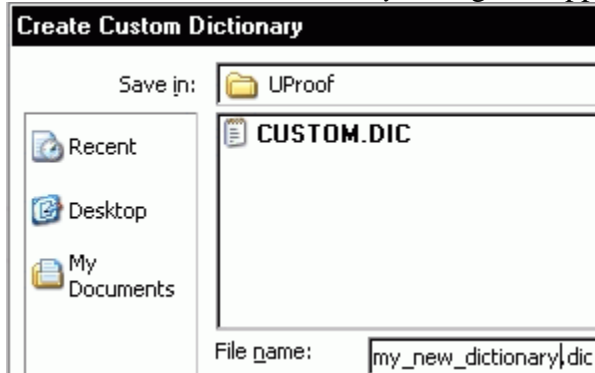 Create Custom Dictionary
Save in: UProof
CUSTOM.DIC
Recent
Desktop
My
Documents
File name: my_new_dictionary.dic